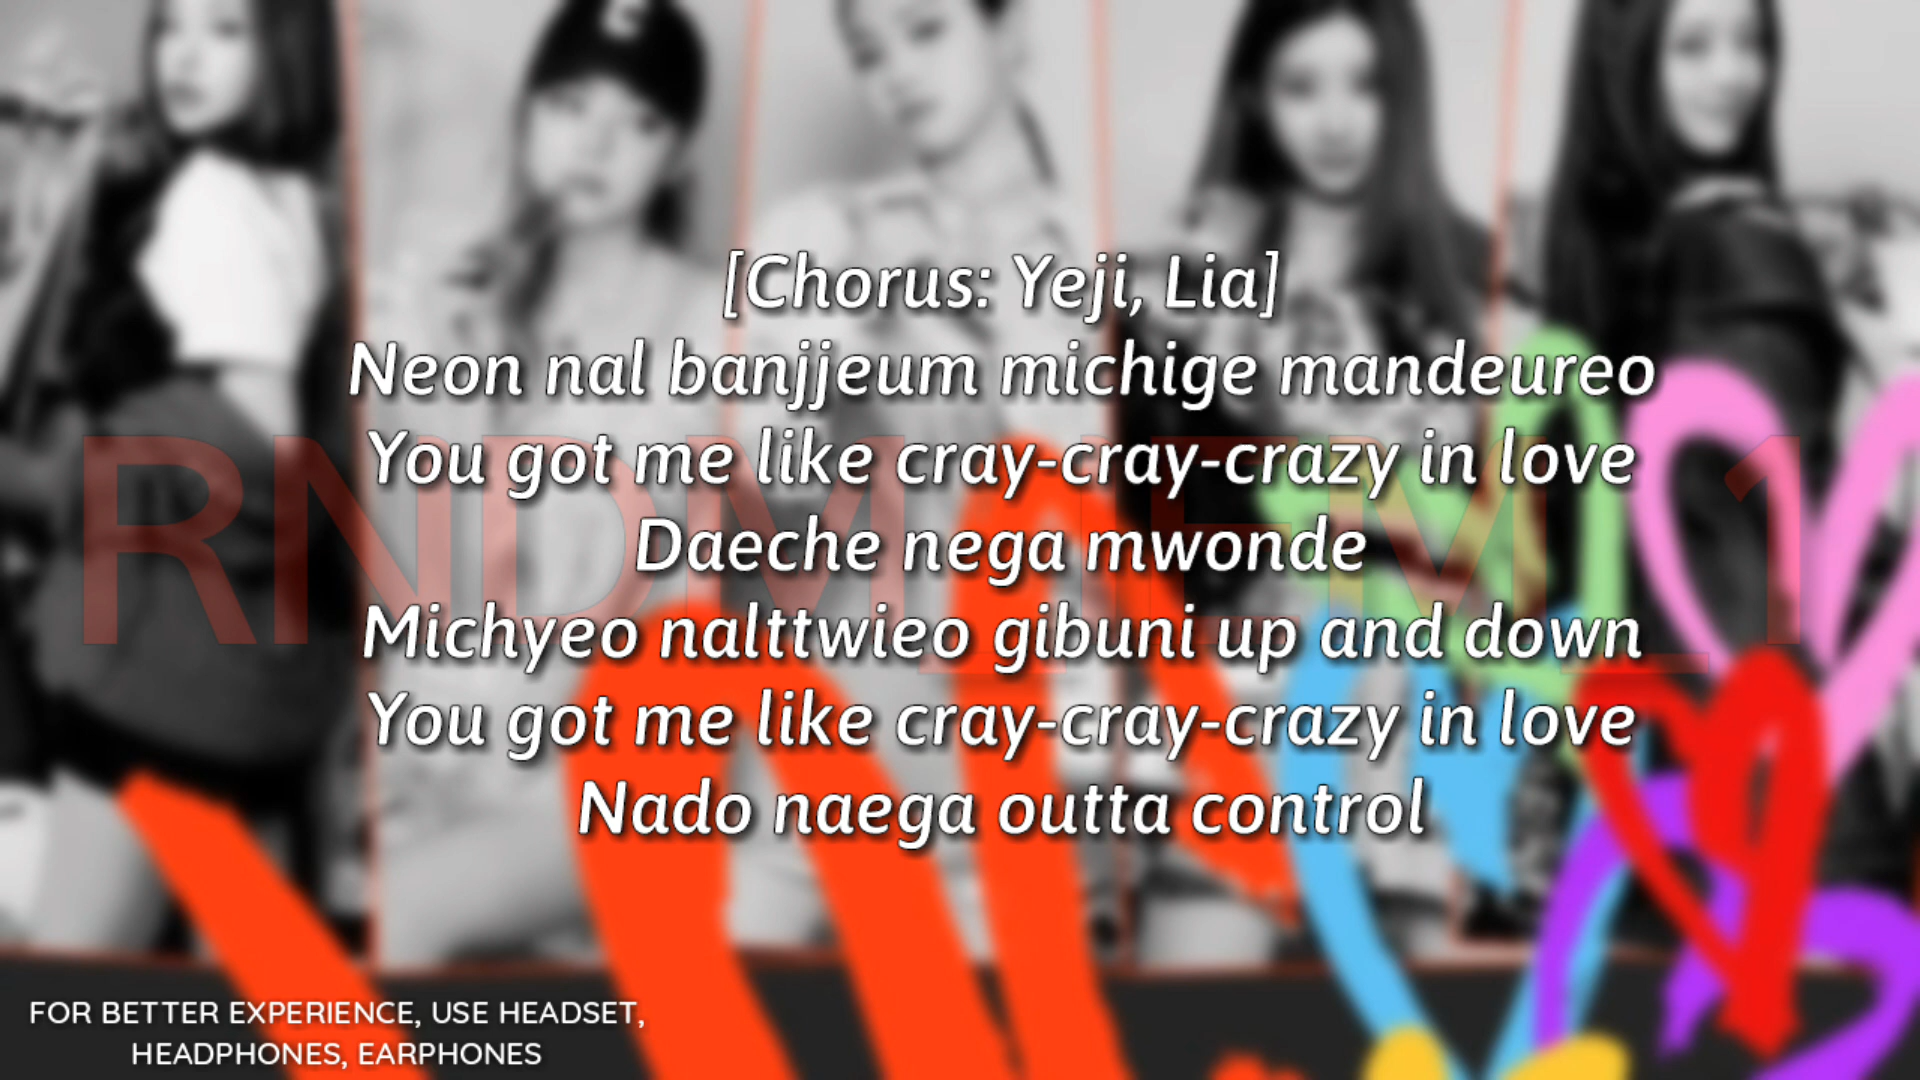 [Chorus: Yeji, Lia]
Neon nal banjjeum michige mandeureo
You got me like cray-cray-crazy in love
Daeche nega mwonde
Michyeo nalttwieo gibuni up and down
You got me like cray-cray-crazy in love
Nado naega outta control
FOR BETTER EXPERIENCE, USE HEADSET,
HEADPHONES, EARPHONES